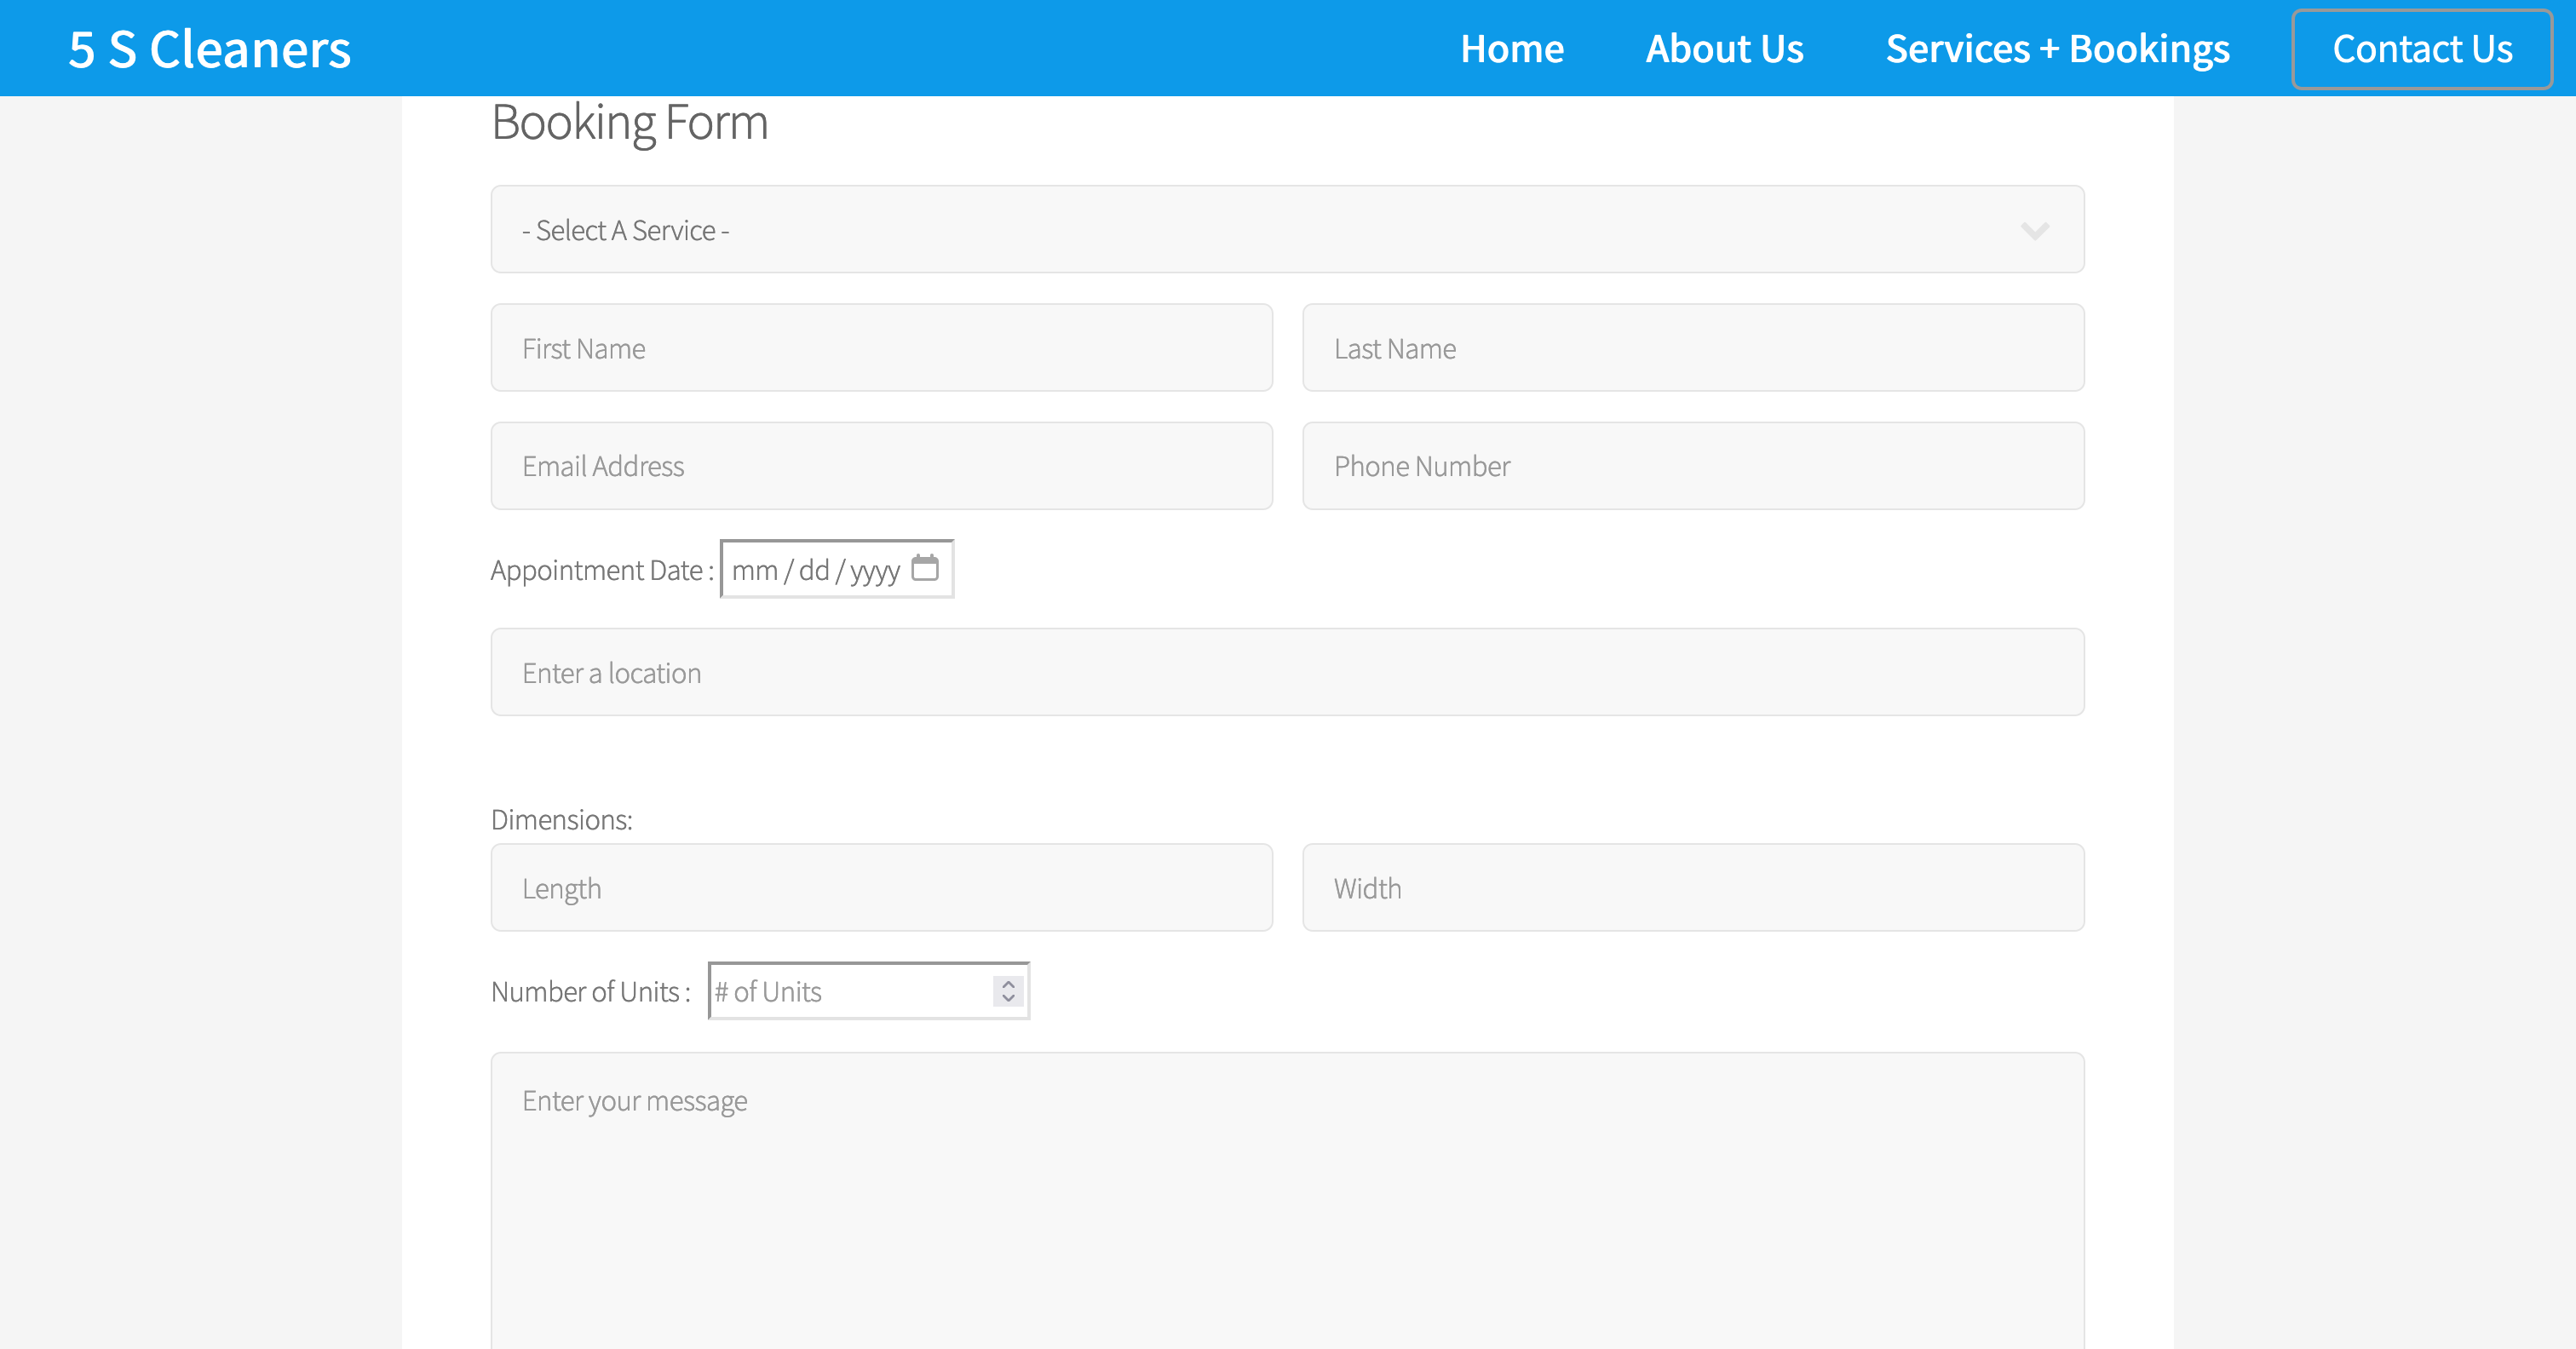 5 S Cleaners
Home About Us Services + Bookings Contact Us
Booking Form
- Select A Service -
First Name Last Name
Email Address Phone Number
Appointment Date : mm / dd / yyyy
Enter a location
Dimensions:
Length Width
Number of Units : # of Units
Enter your message